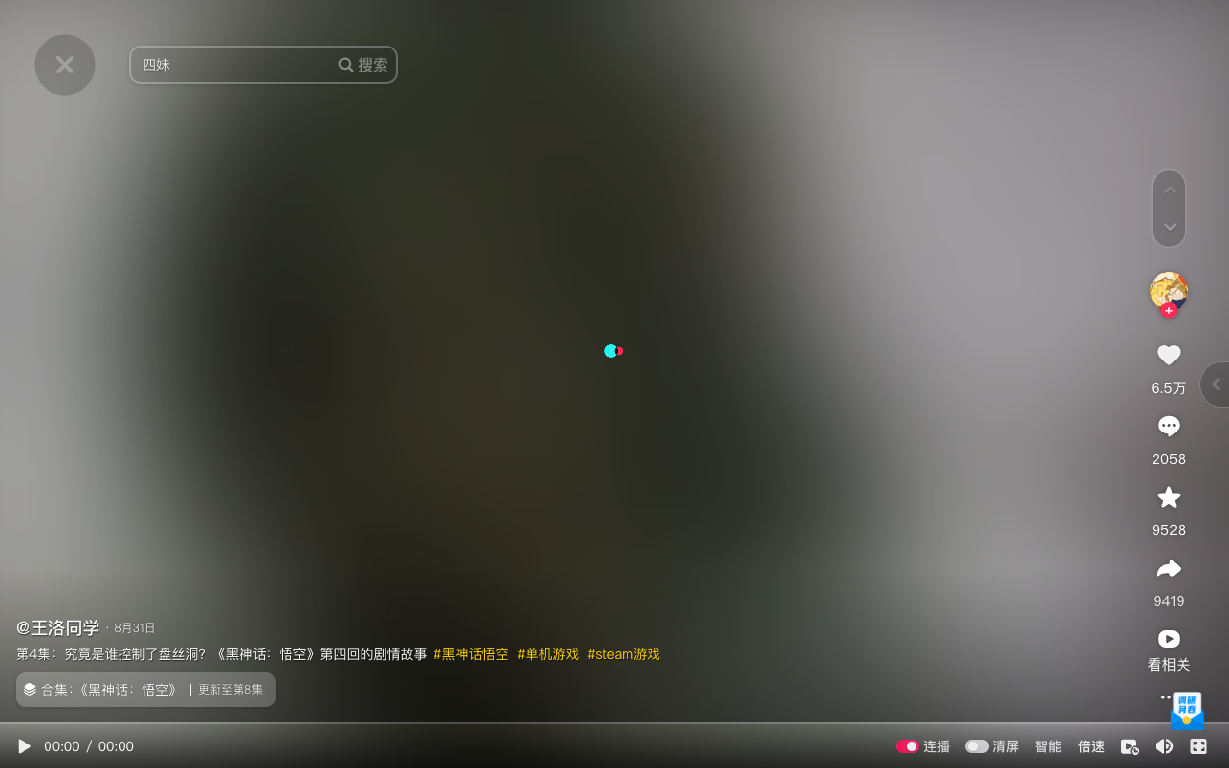 四妹
搜索
6.5万
2058
9528
9419
看相关
调研
问卷
@王洛同学 · 8月31日
第4集：究竟是谁控制了盘丝洞？《黑神话：悟空》第四回的剧情故事 #黑神话悟空 #单机游戏 #steam游戏
合集：《黑神话：悟空》 | 更新至第8集
00:00 / 00:00
连播
清屏
智能
倍速